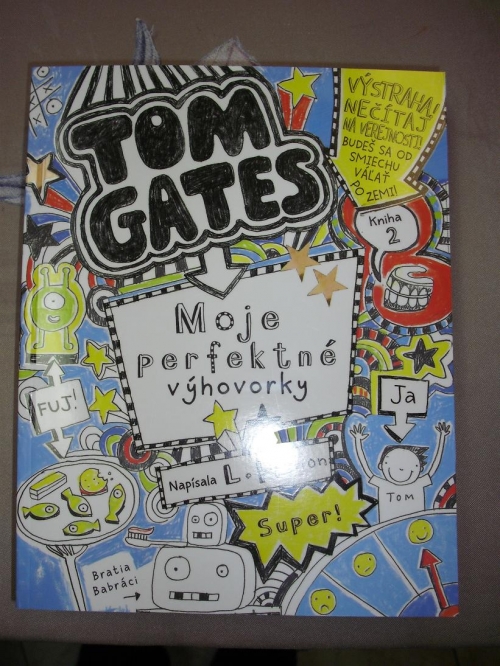 TOM
GATES
VÝSTRAHA!
NEČÍTAJ
NA VEREJNOSTI!
BUDEŠ SA OD
SMIECHU
VÁĽAŤ
PO ZEMI!
Kniha
2
Moje
perfektné
výhovorky
FUJ!
Ja
TOM
Napísala L.
Super!
Bratia
Babráci